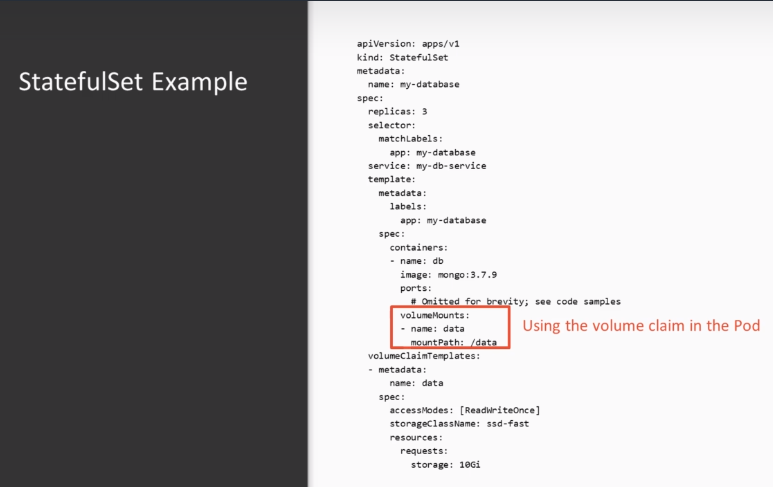 StatefulSet Example
apiVersion: apps/v1
kind: StatefulSet
metadata:
  name: my-database
spec:
  replicas: 3
  selector:
    matchLabels:
      app: my-database
  service: my-db-service
  template:
    metadata:
      labels:
        app: my-database
    spec:
      containers:
      - name: db
        image: mongo:3.7.9
        ports:
          # Omitted for brevity; see code samples
        volumeMounts:
        - name: data
          mountPath: /data
  volumeClaimTemplates:
  - metadata:
      name: data
    spec:
      accessModes: [ReadWriteOnce]
      storageClassName: ssd-fast
      resources:
        requests:
          storage: 10Gi
Using the volume claim in the Pod